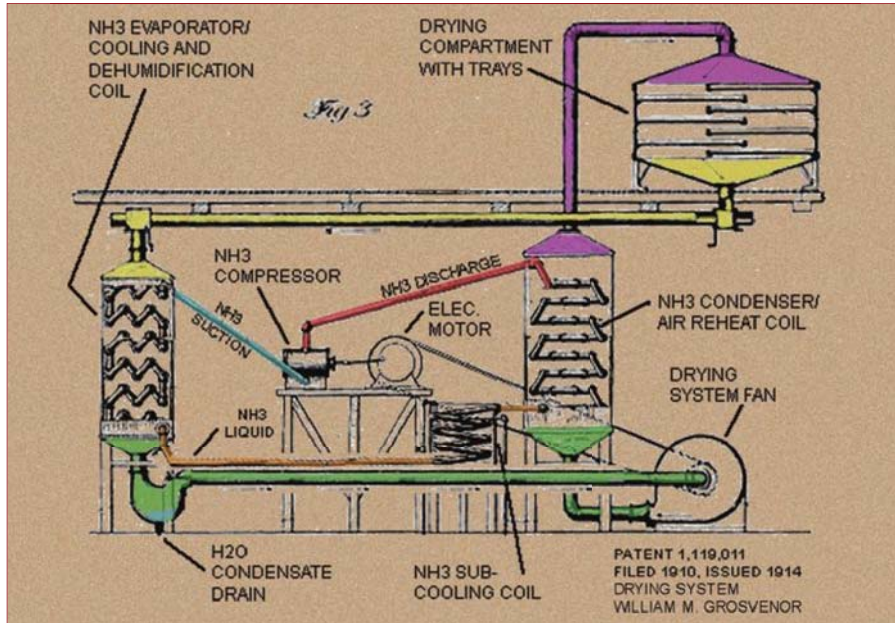 NH3 EVAPORATOR/
COOLING AND
DEHUMIDIFICATION
COIL
DRYING
COMPARTMENT
WITH TRAYS
Fig 3
NH3
COMPRESSOR
NH3 DISCHARGE
NH3
SUCTION
ELEC.
MOTOR
NH3 CONDENSER/
AIR REHEAT COIL
DRYING
SYSTEM FAN
NH3
LIQUID
H2O
CONDENSATE
DRAIN
NH3 SUB-
COOLING COIL
PATENT 1,119,011
FILED 1910, ISSUED 1914
DRYING SYSTEM
WILLIAM M. GROSVENOR